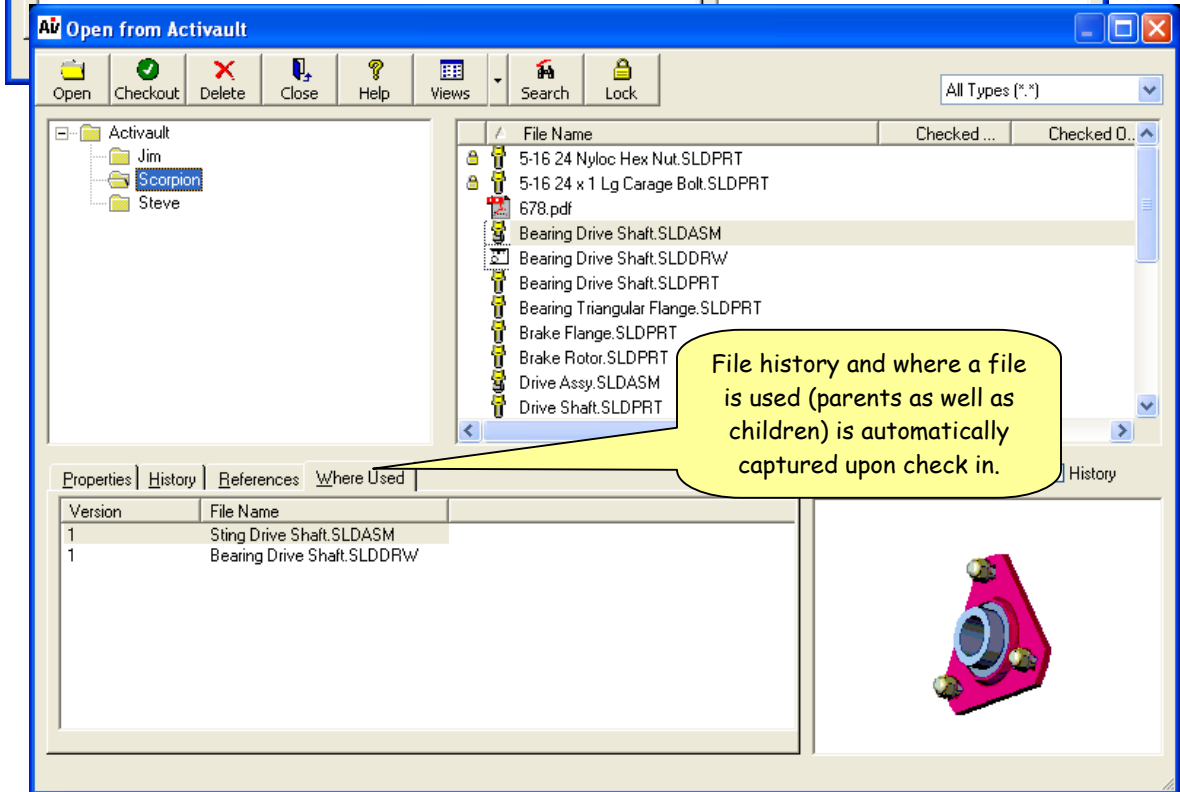 Open from Activault
Open Checkout Delete Close Help Views Search Lock
All Types (*.*)
Activault
Jim
Scorpion
Steve
File Name Checked ... Checked O..
5-16 24 Nyloc Hex Nut.SLDPRT
5-16 24 x 1 Lg Carage Bolt.SLDPRT
678.pdf
Bearing Drive Shaft.SLDASM
Bearing Drive Shaft.SLDDRW
Bearing Drive Shaft.SLDPRT
Bearing Triangular Flange.SLDPRT
Brake Flange.SLDPRT
Brake Rotor.SLDPRT
Drive Assy.SLDASM
Drive Shaft.SLDPRT
File history and where a file
is used (parents as well as
children) is automatically
captured upon check in.
Properties History References Where Used
History
Version File Name
1 Sting Drive Shaft.SLDASM
1 Bearing Drive Shaft.SLDDRW